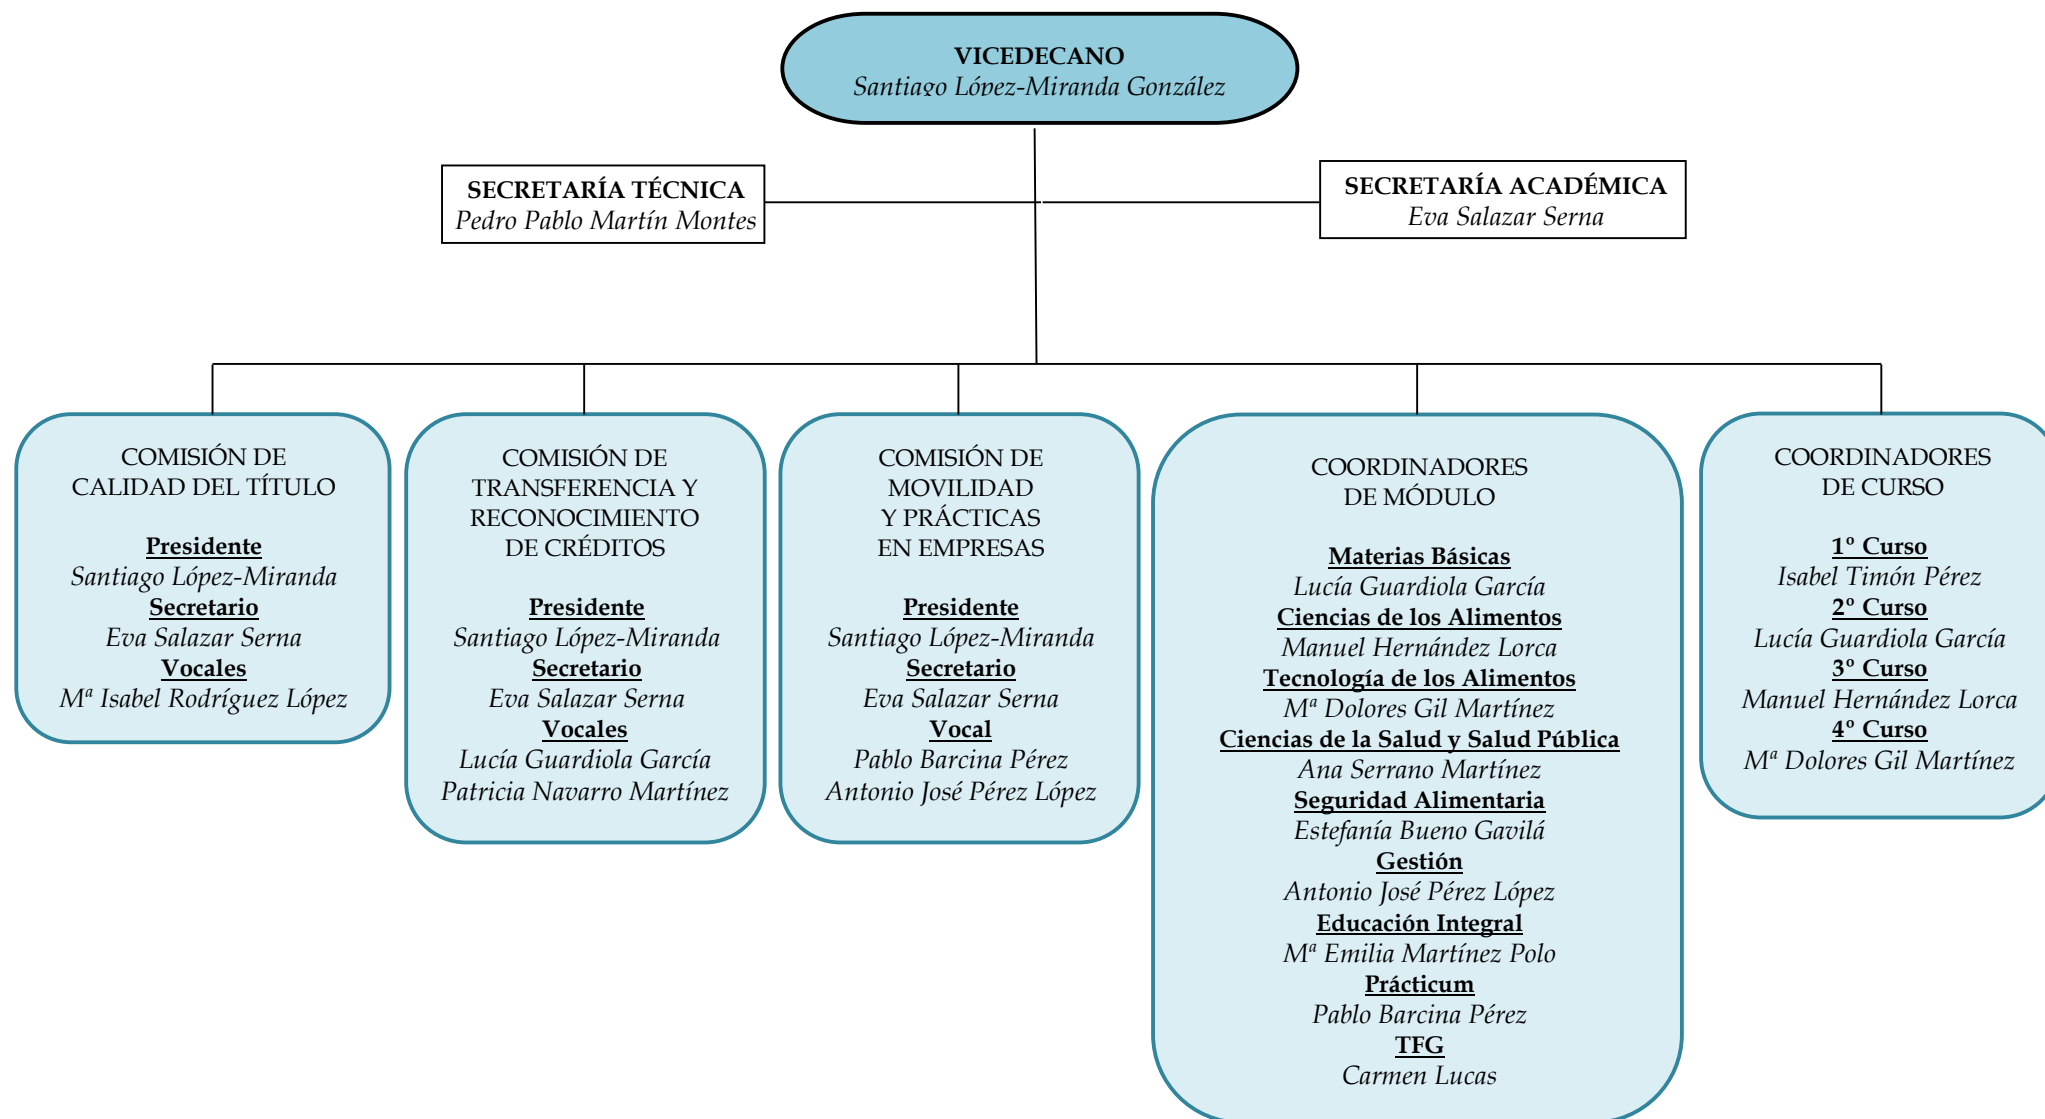 VICEDECANO
Santiago López-Miranda González
SECRETARÍA TÉCNICA
Pedro Pablo Martín Montes
SECRETARÍA ACADÉMICA
Eva Salazar Serna
COMISIÓN DE
CALIDAD DEL TÍTULO
Presidente
Santiago López-Miranda
Secretario
Eva Salazar Serna
Vocales
Mª Isabel Rodríguez López
COMISIÓN DE
TRANSFERENCIA Y
RECONOCIMIENTO
DE CRÉDITOS
Presidente
Santiago López-Miranda
Secretario
Eva Salazar Serna
Vocales
Lucía Guardiola García
Patricia Navarro Martínez
COMISIÓN DE
MOVILIDAD
Y PRÁCTICAS
EN EMPRESAS
Presidente
Santiago López-Miranda
Secretario
Eva Salazar Serna
Vocal
Pablo Barcina Pérez
Antonio José Pérez López
COORDINADORES
DE MÓDULO
Materias Básicas
Lucía Guardiola García
Ciencias de los Alimentos
Manuel Hernández Lorca
Tecnología de los Alimentos
Mª Dolores Gil Martínez
Ciencias de la Salud y Salud Pública
Ana Serrano Martínez
Seguridad Alimentaria
Estefanía Bueno Gavilá
Gestión
Antonio José Pérez López
Educación Integral
Mª Emilia Martínez Polo
Prácticum
Pablo Barcina Pérez
TFG
Carmen Lucas
COORDINADORES
DE CURSO
1º Curso
Isabel Timón Pérez
2º Curso
Lucía Guardiola García
3º Curso
Manuel Hernández Lorca
4º Curso
Mª Dolores Gil Martínez